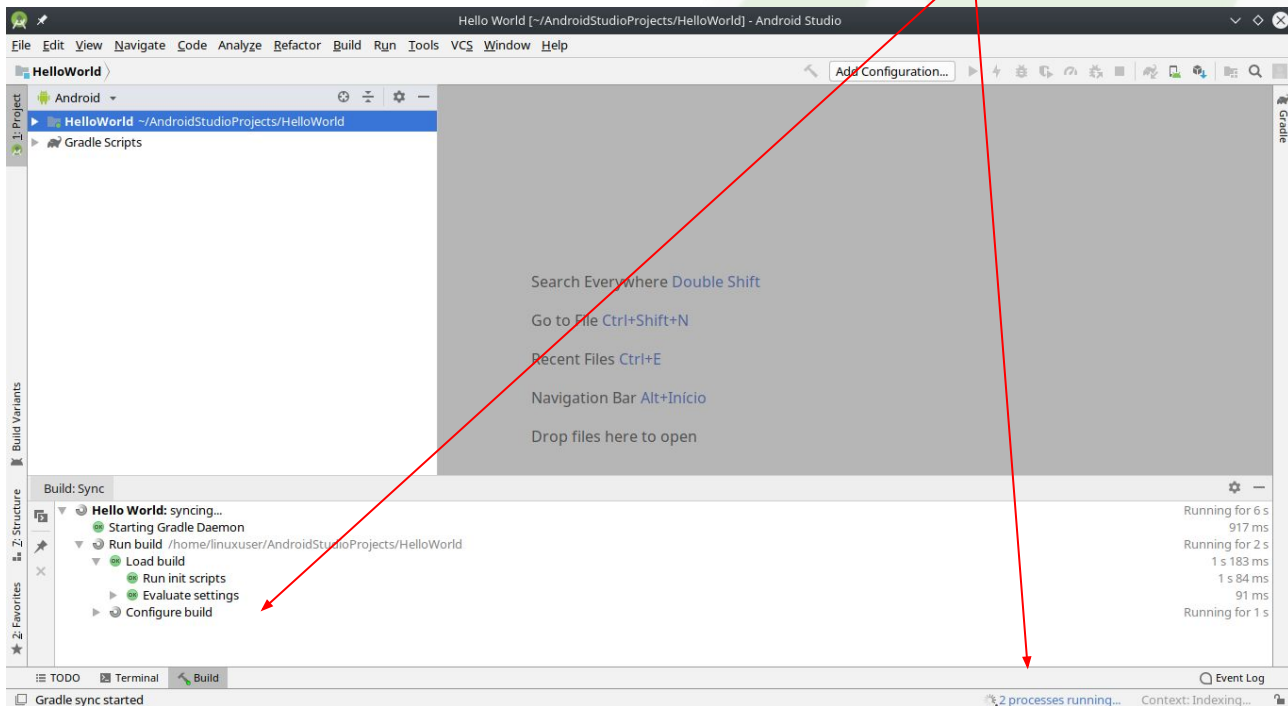 Hello World [~/AndroidStudioProjects/HelloWorld] - Android Studio
File Edit View Navigate Code Analyze Refactor Build Run Tools VCS Window Help
HelloWorld
Add Configuration...
1: Project
Android
HelloWorld ~/AndroidStudioProjects/HelloWorld
Gradle Scripts
Gradle
Search Everywhere Double Shift
Go to File Ctrl+Shift+N
Recent Files Ctrl+E
Navigation Bar Alt+Início
Drop files here to open
Build Variants
7: Structure
2: Favorites
Build: Sync
Hello World: syncing... Running for 6 s
Starting Gradle Daemon 917 ms
Run build /home/linuxuser/AndroidStudioProjects/HelloWorld Running for 2 s
Load build 1 s 183 ms
Run init scripts 1 s 84 ms
Evaluate settings 91 ms
Configure build Running for 1 s
TODO Terminal Build Event Log
Gradle sync started 2 processes running... Context: Indexing...